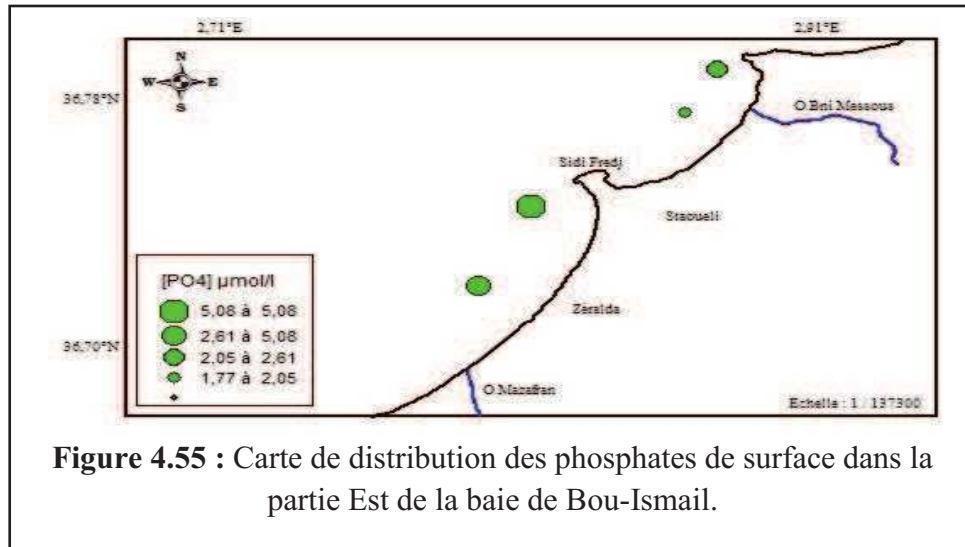 2,71°E 2,91°E
N
W E
S
36,78°N
O.Bni Messous
Sidi Fredj
Staoueli
[PO4] µmol/l
5,08 à 5,08
2,61 à 5,08
2,05 à 2,61
1,77 à 2,05
Zéralda
36,70°N
O.Mazafran
Echelle : 1 / 137300
Figure 4.55 : Carte de distribution des phosphates de surface dans la
partie Est de la baie de Bou-Ismail.